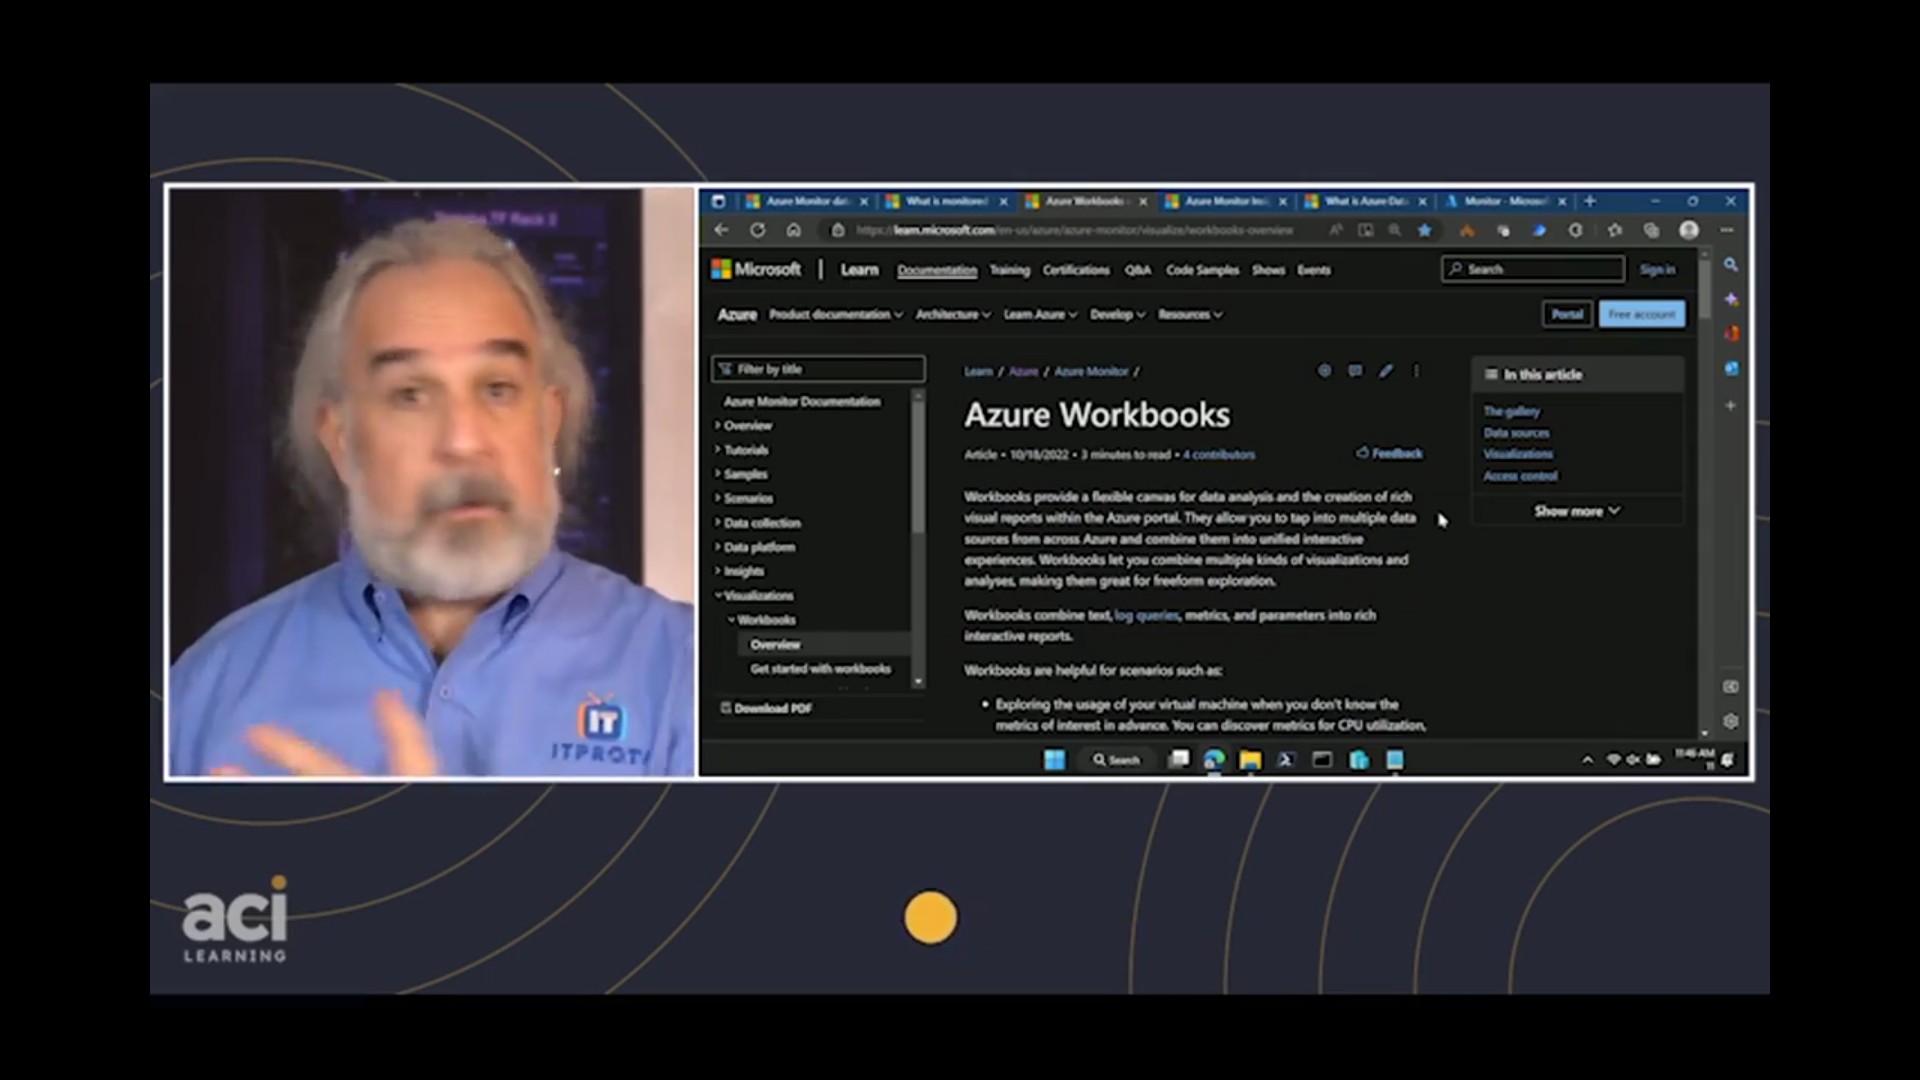 Rack 3
IT
ITPROT
Azure Monitor dat
What is monitored
Azure Workbooks
Azure Monitor Insi
What is Azure Dat
Monitor - Microsof
https://learn.microsoft.com/en-us/azure/azure-monitor/visualize/workbooks-overview
Microsoft
Learn
Documentation
Training
Certifications
Q&A
Code Samples
Shows
Events
Search
Sign in
Azure
Product documentation
Architecture
Learn Azure
Develop
Resources
Portal
Free account
Filter by title
Azure Monitor Documentation
Overview
Tutorials
Samples
Scenarios
Data collection
Data platform
Insights
Visualizations
Workbooks
Overview
Get started with workbooks
Download PDF
Learn / Azure / Azure Monitor /
Azure Workbooks
Article • 10/18/2022 • 3 minutes to read • 4 contributors
Feedback
Workbooks provide a flexible canvas for data analysis and the creation of rich
visual reports within the Azure portal. They allow you to tap into multiple data
sources from across Azure and combine them into unified interactive
experiences. Workbooks let you combine multiple kinds of visualizations and
analyses, making them great for freeform exploration.
Workbooks combine text, log queries, metrics, and parameters into rich
interactive reports.
Workbooks are helpful for scenarios such as:
• Exploring the usage of your virtual machine when you don't know the
metrics of interest in advance. You can discover metrics for CPU utilization,
In this article
The gallery
Data sources
Visualizations
Access control
Show more
Search
11:46 AM
aci
LEARNING